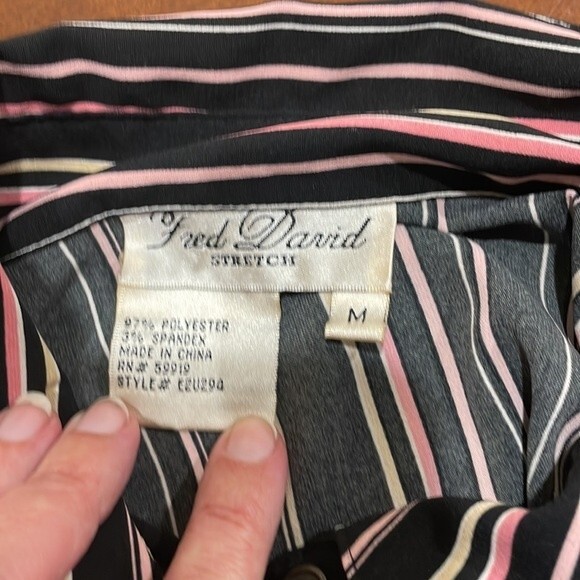 Fred David
STRETCH
M
97% POLYESTER
3% SPANDEX
MADE IN CHINA
RN# 59919
STYLE# E2U294